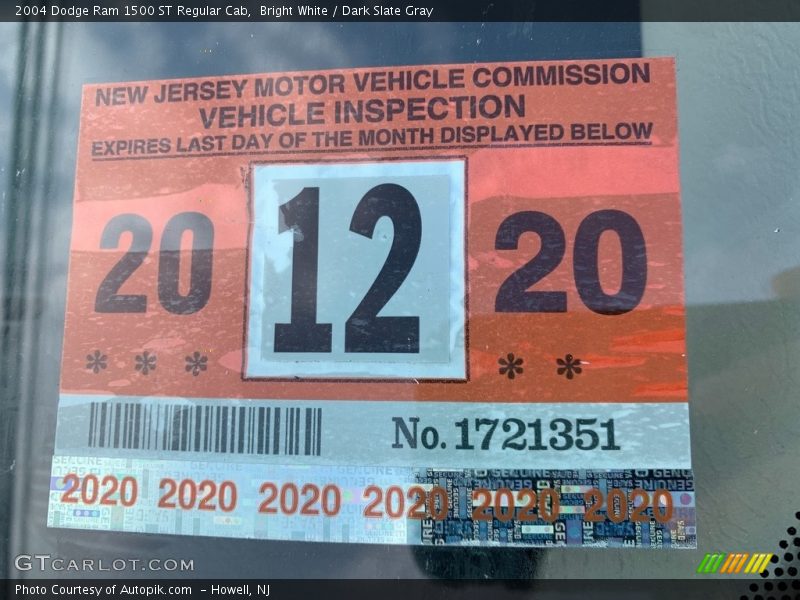 2004 Dodge Ram 1500 ST Regular Cab, Bright White / Dark Slate Gray
NEW JERSEY MOTOR VEHICLE COMMISSION
VEHICLE INSPECTION
EXPIRES LAST DAY OF THE MONTH DISPLAYED BELOW
20 12 20
*** **
No. 1721351
2020 2020 2020 2020 2020 2020
GTCARLOT.COM
Photo Courtesy of Autopik.com – Howell, NJ